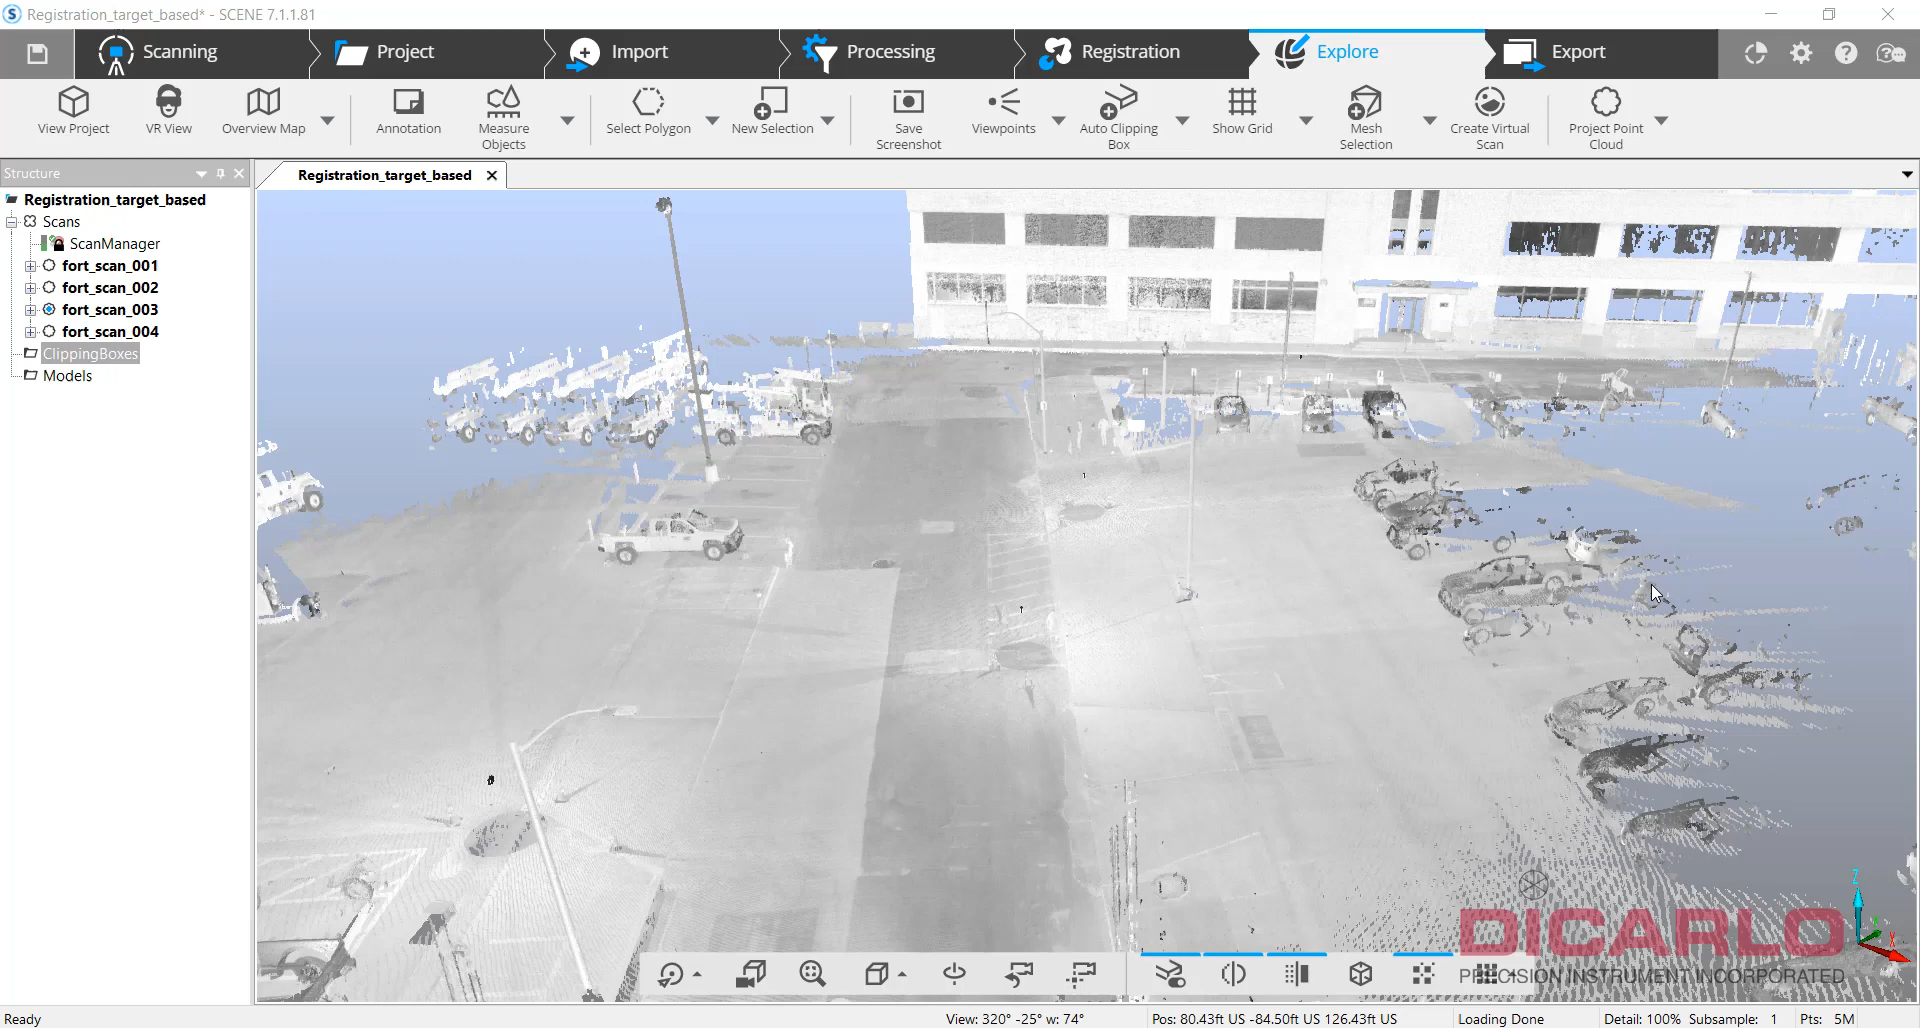 Registration_target_based* - SCENE 7.1.1.81
Scanning
Project
Import
Processing
Registration
Explore
Export
View Project
VR View
Overview Map
Annotation
Measure Objects
Select Polygon
New Selection
Save Screenshot
Viewpoints
Auto Clipping Box
Show Grid
Mesh Selection
Create Virtual Scan
Project Point Cloud
Structure
Registration_target_based
Registration_target_based
Scans
ScanManager
fort_scan_001
fort_scan_002
fort_scan_003
fort_scan_004
ClippingBoxes
Models
Z
Y
X
DICARLO
PRECISION INSTRUMENT INCORPORATED
Ready
View: 320° -25° w: 74°
Pos: 80.43ft US -84.50ft US 126.43ft US
Loading Done
Detail: 100% Subsample: 1
Pts: 5M